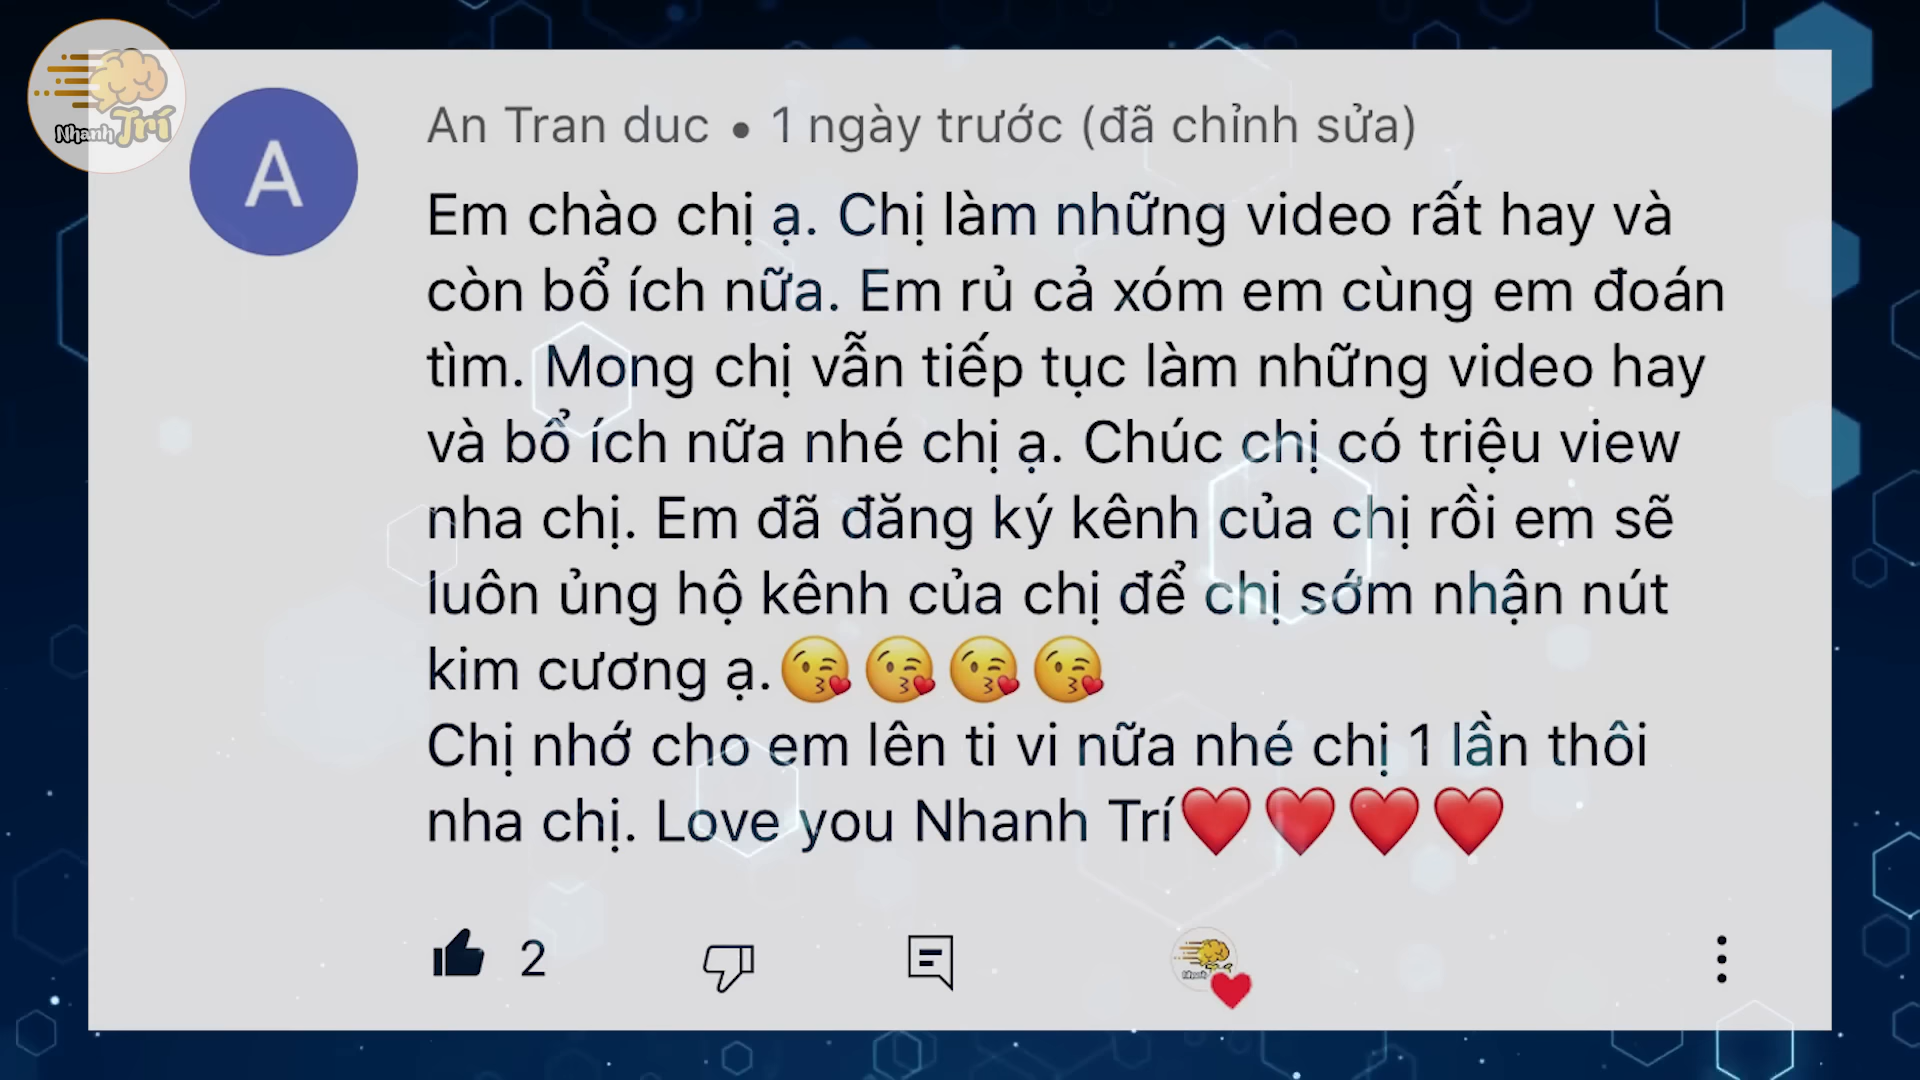 Nhanh Trí
A
An Tran duc • 1 ngày trước (đã chỉnh sửa)
Em chào chị ạ. Chị làm những video rất hay và
còn bổ ích nữa. Em rủ cả xóm em cùng em đoán
tìm. Mong chị vẫn tiếp tục làm những video hay
và bổ ích nữa nhé chị ạ. Chúc chị có triệu view
nha chị. Em đã đăng ký kênh của chị rồi em sẽ
luôn ủng hộ kênh của chị để chị sớm nhận nút
kim cương ạ.😘😘😘😘
Chị nhớ cho em lên ti vi nữa nhé chị 1 lần thôi
nha chị. Love you Nhanh Trí❤️❤️❤️❤️
2